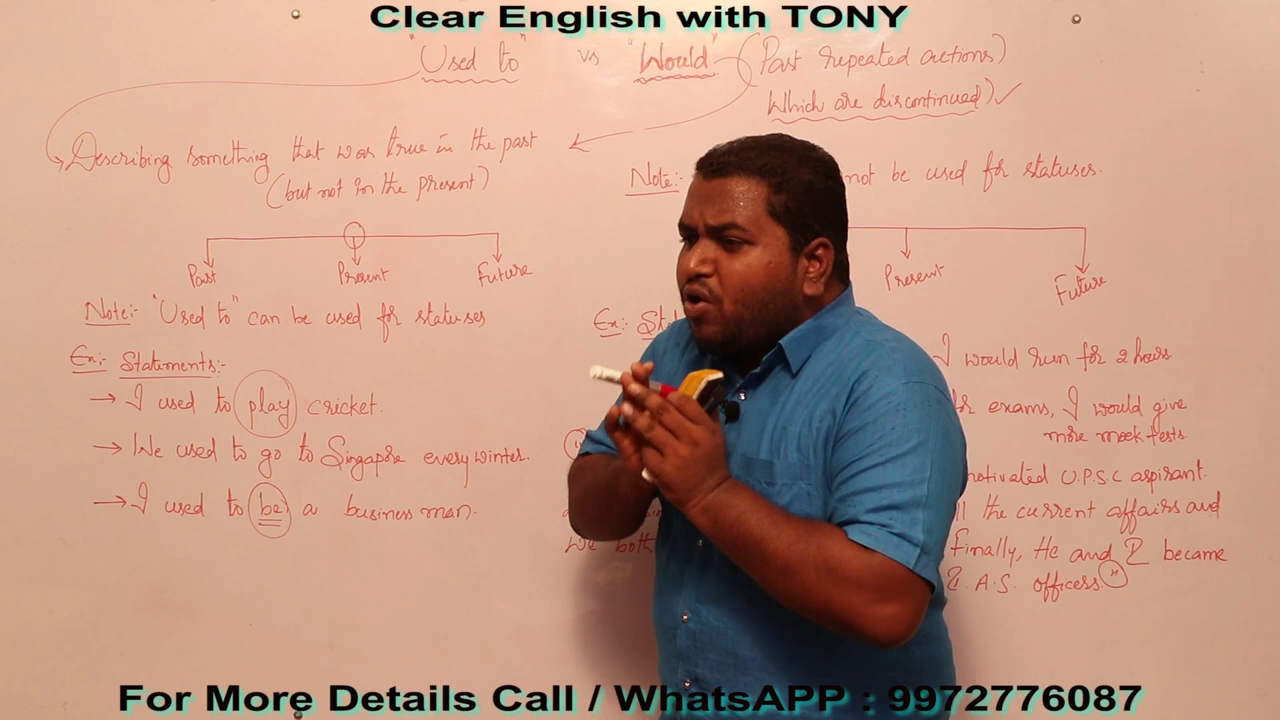 Clear English with TONY
"Used to" vs "Would" (Past repeated actions)
Which are discontinued) ✓
Describing something that was true in the past
(but not in the present)
Note:- not be used for statuses.
Past Present Future
Present Future
Note:- "Used to" can be used for statuses
Ex:- Statements:-
Ex:-
→ I used to play cricket.
→ We used to go to Singapore every winter.
→ I used to be a business man.
I would run for 2 hours
exams, I would give
more mock tests.
motivated U.P.S.C aspirant.
the current affairs and
We both
Finally, He and I became
I.A.S. officers."
For More Details Call / WhatsAPP : 9972776087